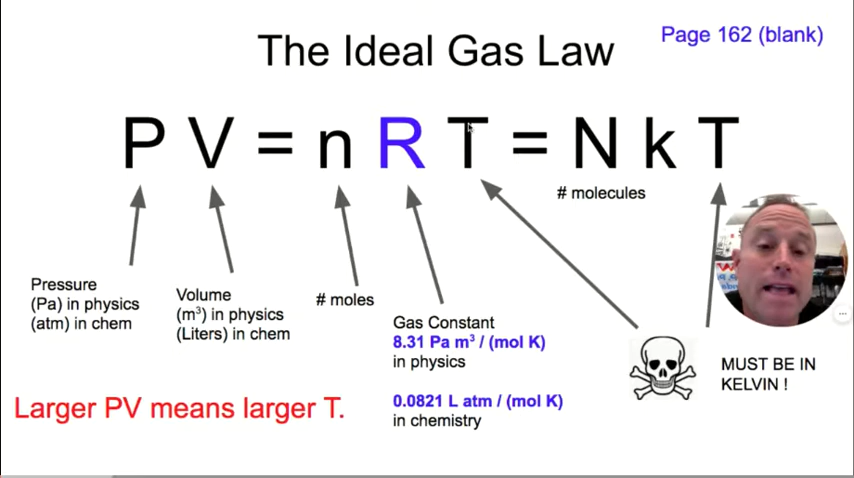 Page 162 (blank)
The Ideal Gas Law
P V = n R T = N k T
# molecules
Pressure
(Pa) in physics
(atm) in chem
Volume
(m³) in physics
(Liters) in chem
# moles
Gas Constant
8.31 Pa m³ / (mol K)
in physics
0.0821 L atm / (mol K)
in chemistry
MUST BE IN
KELVIN !
Larger PV means larger T.